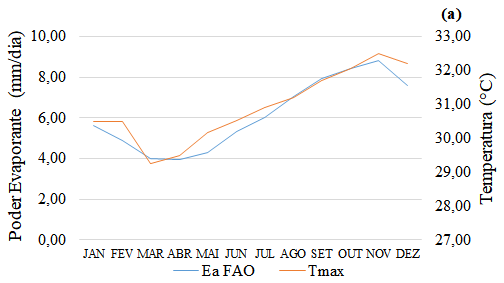 (a)
Poder Evaporante (mm/dia)
10,00
8,00
6,00
4,00
2,00
0,00
33,00
32,00
31,00
30,00
29,00
28,00
27,00
Temperatura (°C)
JAN FEV MAR ABR MAI JUN JUL AGO SET OUT NOV DEZ
Ea FAO Tmax